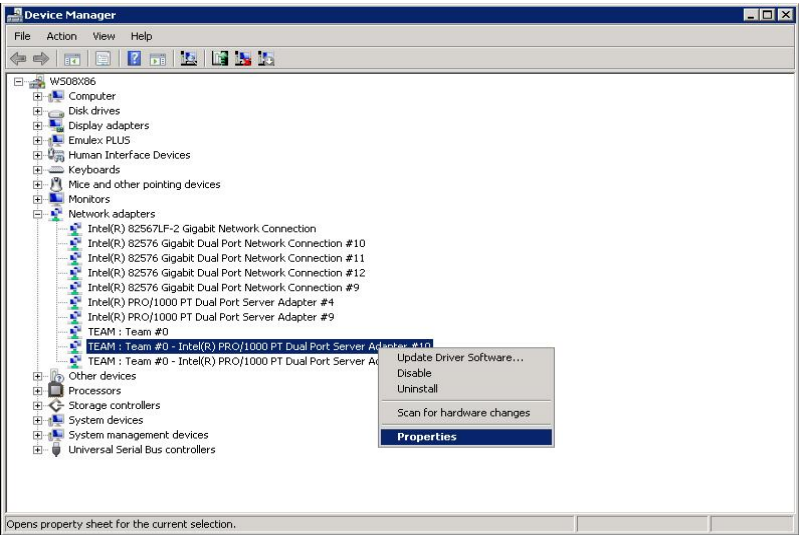 Device Manager
File Action View Help
WS08X86
Computer
Disk drives
Display adapters
Emulex PLUS
Human Interface Devices
Keyboards
Mice and other pointing devices
Monitors
Network adapters
Intel(R) 82567LF-2 Gigabit Network Connection
Intel(R) 82576 Gigabit Dual Port Network Connection #10
Intel(R) 82576 Gigabit Dual Port Network Connection #11
Intel(R) 82576 Gigabit Dual Port Network Connection #12
Intel(R) 82576 Gigabit Dual Port Network Connection #9
Intel(R) PRO/1000 PT Dual Port Server Adapter #4
Intel(R) PRO/1000 PT Dual Port Server Adapter #9
TEAM : Team #0
TEAM : Team #0 - Intel(R) PRO/1000 PT Dual Port Server Adapter #10
TEAM : Team #0 - Intel(R) PRO/1000 PT Dual Port Server Ad
Other devices
Processors
Storage controllers
System devices
System management devices
Universal Serial Bus controllers
Update Driver Software...
Disable
Uninstall
Scan for hardware changes
Properties
Opens property sheet for the current selection.